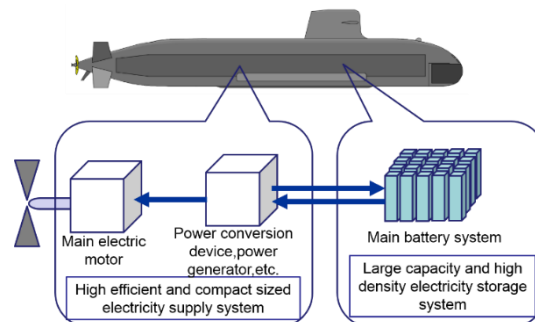 Main electric
motor
Power conversion
device,power
generator,etc.
High efficient and compact sized
electricity supply system
Main battery system
Large capacity and high
density electricity storage
system